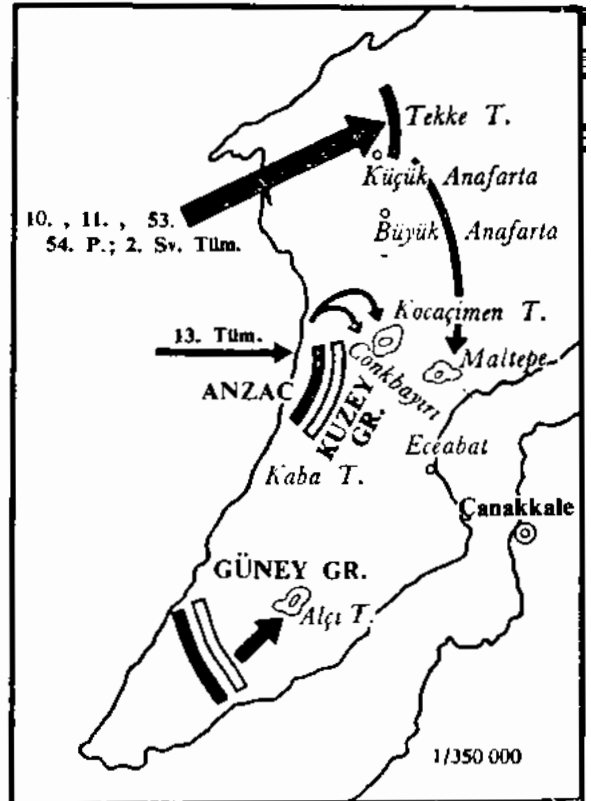 Tekke T.
Küçük Anafarta
10. , 11. , 53.
54. P.; 2. Sv. Tüm.
Büyük Anafarta
Kocaçimen T.
13. Tüm.
Conkbayırı
Maltepe
ANZAC
KUZEY
GR.
Eceabat
Kaba T.
Çanakkale
GÜNEY GR.
Alçı T.
1/350 000